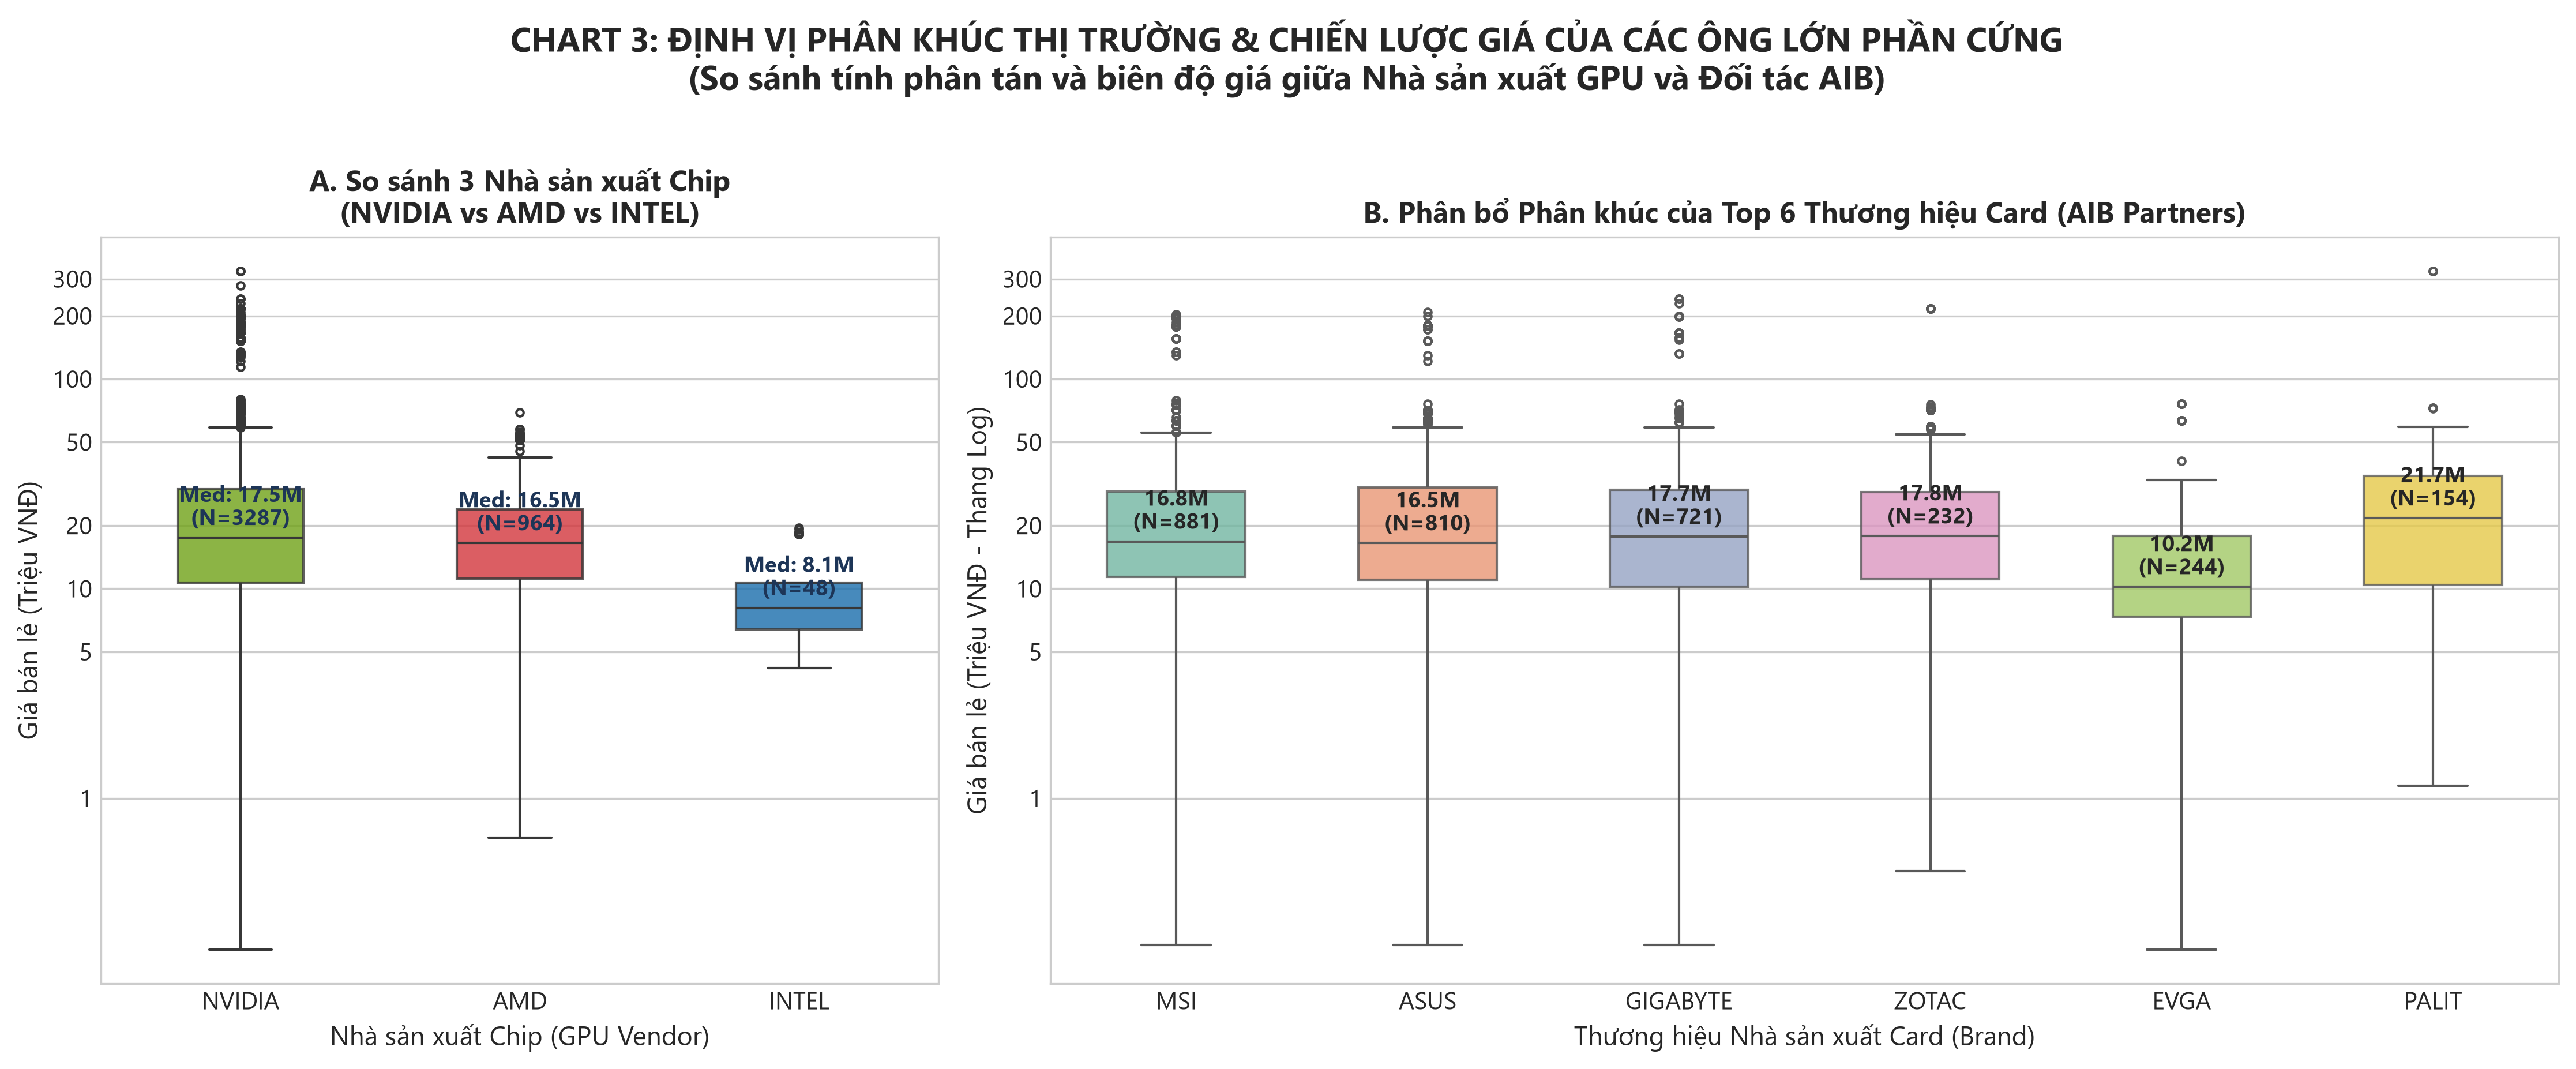 CHART 3: ĐỊNH VỊ PHÂN KHÚC THỊ TRƯỜNG & CHIẾN LƯỢC GIÁ CỦA CÁC ÔNG LỚN PHẦN CỨNG
(So sánh tính phân tán và biên độ giá giữa Nhà sản xuất GPU và Đối tác AIB)
A. So sánh 3 Nhà sản xuất Chip
(NVIDIA vs AMD vs INTEL)
Giá bán lẻ (Triệu VNĐ)
300
200
100
50
20
10
5
1
Med: 17.5M
(N=3287)
Med: 16.5M
(N=964)
Med: 8.1M
(N=48)
NVIDIA
AMD
INTEL
Nhà sản xuất Chip (GPU Vendor)
B. Phân bổ Phân khúc của Top 6 Thương hiệu Card (AIB Partners)
Giá bán lẻ (Triệu VNĐ - Thang Log)
300
200
100
50
20
10
5
1
16.8M
(N=881)
16.5M
(N=810)
17.7M
(N=721)
17.8M
(N=232)
10.2M
(N=244)
21.7M
(N=154)
MSI
ASUS
GIGABYTE
ZOTAC
EVGA
PALIT
Thương hiệu Nhà sản xuất Card (Brand)